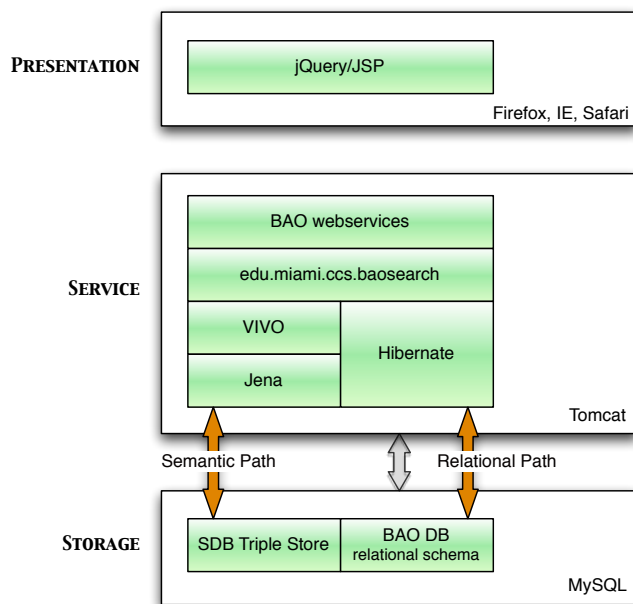 PRESENTATION
jQuery/JSP
Firefox, IE, Safari
BAO webservices
edu.miami.ccs.baosearch
SERVICE
VIVO
Hibernate
Jena
Tomcat
Semantic Path
Relational Path
STORAGE
SDB Triple Store
BAO DB
relational schema
MySQL